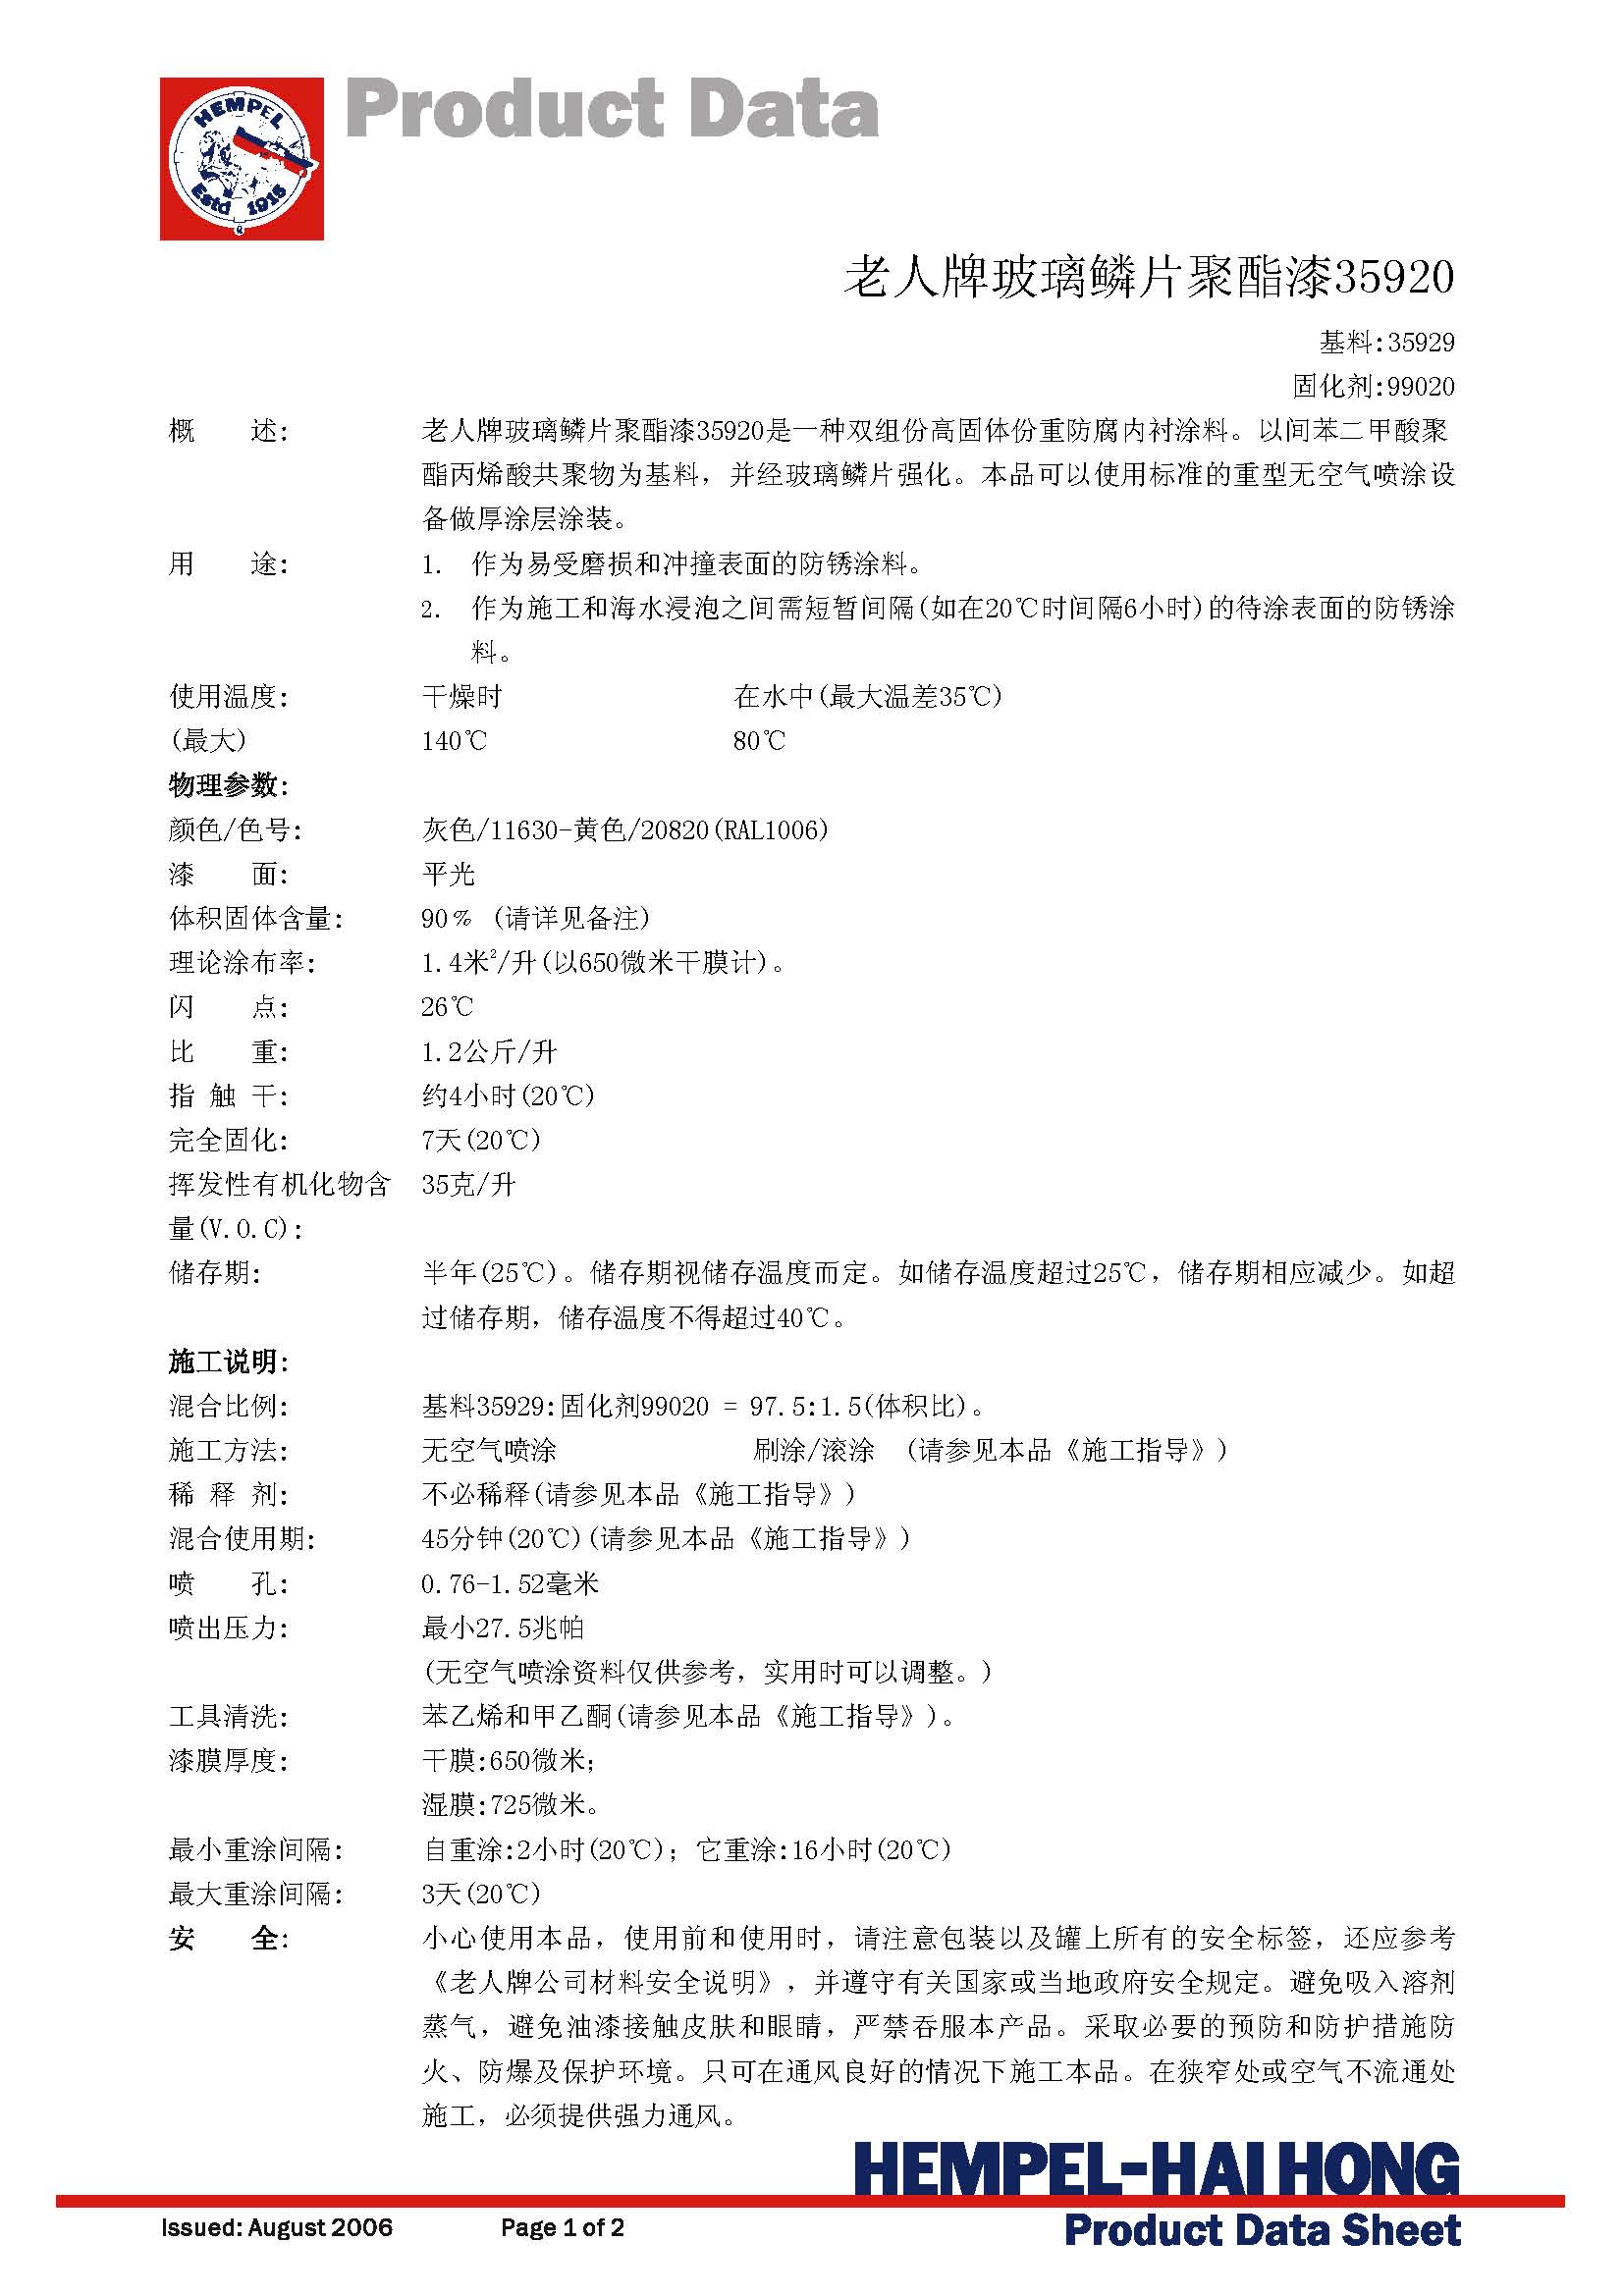 HEMPEL
Estd 1915
Product Data
老人牌玻璃鳞片聚酯漆35920
基料:35929
固化剂:99020
概 述: 老人牌玻璃鳞片聚酯漆35920是一种双组份高固体份重防腐内衬涂料。以间苯二甲酸聚
酯丙烯酸共聚物为基料，并经玻璃鳞片强化。本品可以使用标准的重型无空气喷涂设
备做厚涂层涂装。
用 途: 1. 作为易受磨损和冲撞表面的防锈涂料。
2. 作为施工和海水浸泡之间需短暂间隔(如在20℃时间隔6小时)的待涂表面的防锈涂
料。
使用温度: 干燥时 在水中(最大温差35℃)
(最大) 140℃ 80℃
物理参数:
颜色/色号: 灰色/11630-黄色/20820(RAL1006)
漆 面: 平光
体积固体含量: 90% (请详见备注)
理论涂布率: 1.4米²/升(以650微米干膜计)。
闪 点: 26℃
比 重: 1.2公斤/升
指 触 干: 约4小时(20℃)
完全固化: 7天(20℃)
挥发性有机化物含 35克/升
量(V.O.C):
储存期: 半年(25℃)。储存期视储存温度而定。如储存温度超过25℃，储存期相应减少。如超
过储存期，储存温度不得超过40℃。
施工说明:
混合比例: 基料35929:固化剂99020 = 97.5:1.5(体积比)。
施工方法: 无空气喷涂 刷涂/滚涂 (请参见本品《施工指导》)
稀 释 剂: 不必稀释(请参见本品《施工指导》)
混合使用期: 45分钟(20℃)(请参见本品《施工指导》)
喷 孔: 0.76-1.52毫米
喷出压力: 最小27.5兆帕
(无空气喷涂资料仅供参考，实用时可以调整。)
工具清洗: 苯乙烯和甲乙酮(请参见本品《施工指导》)。
漆膜厚度: 干膜:650微米；
湿膜:725微米。
最小重涂间隔: 自重涂:2小时(20℃)；它重涂:16小时(20℃)
最大重涂间隔: 3天(20℃)
安 全: 小心使用本品，使用前和使用时，请注意包装以及罐上所有的安全标签，还应参考
《老人牌公司材料安全说明》，并遵守有关国家或当地政府安全规定。避免吸入溶剂
蒸气，避免油漆接触皮肤和眼睛，严禁吞服本产品。采取必要的预防和防护措施防
火、防爆及保护环境。只可在通风良好的情况下施工本品。在狭窄处或空气不流通处
施工，必须提供强力通风。
HEMPEL-HAI HONG
Issued: August 2006 Page 1 of 2 Product Data Sheet